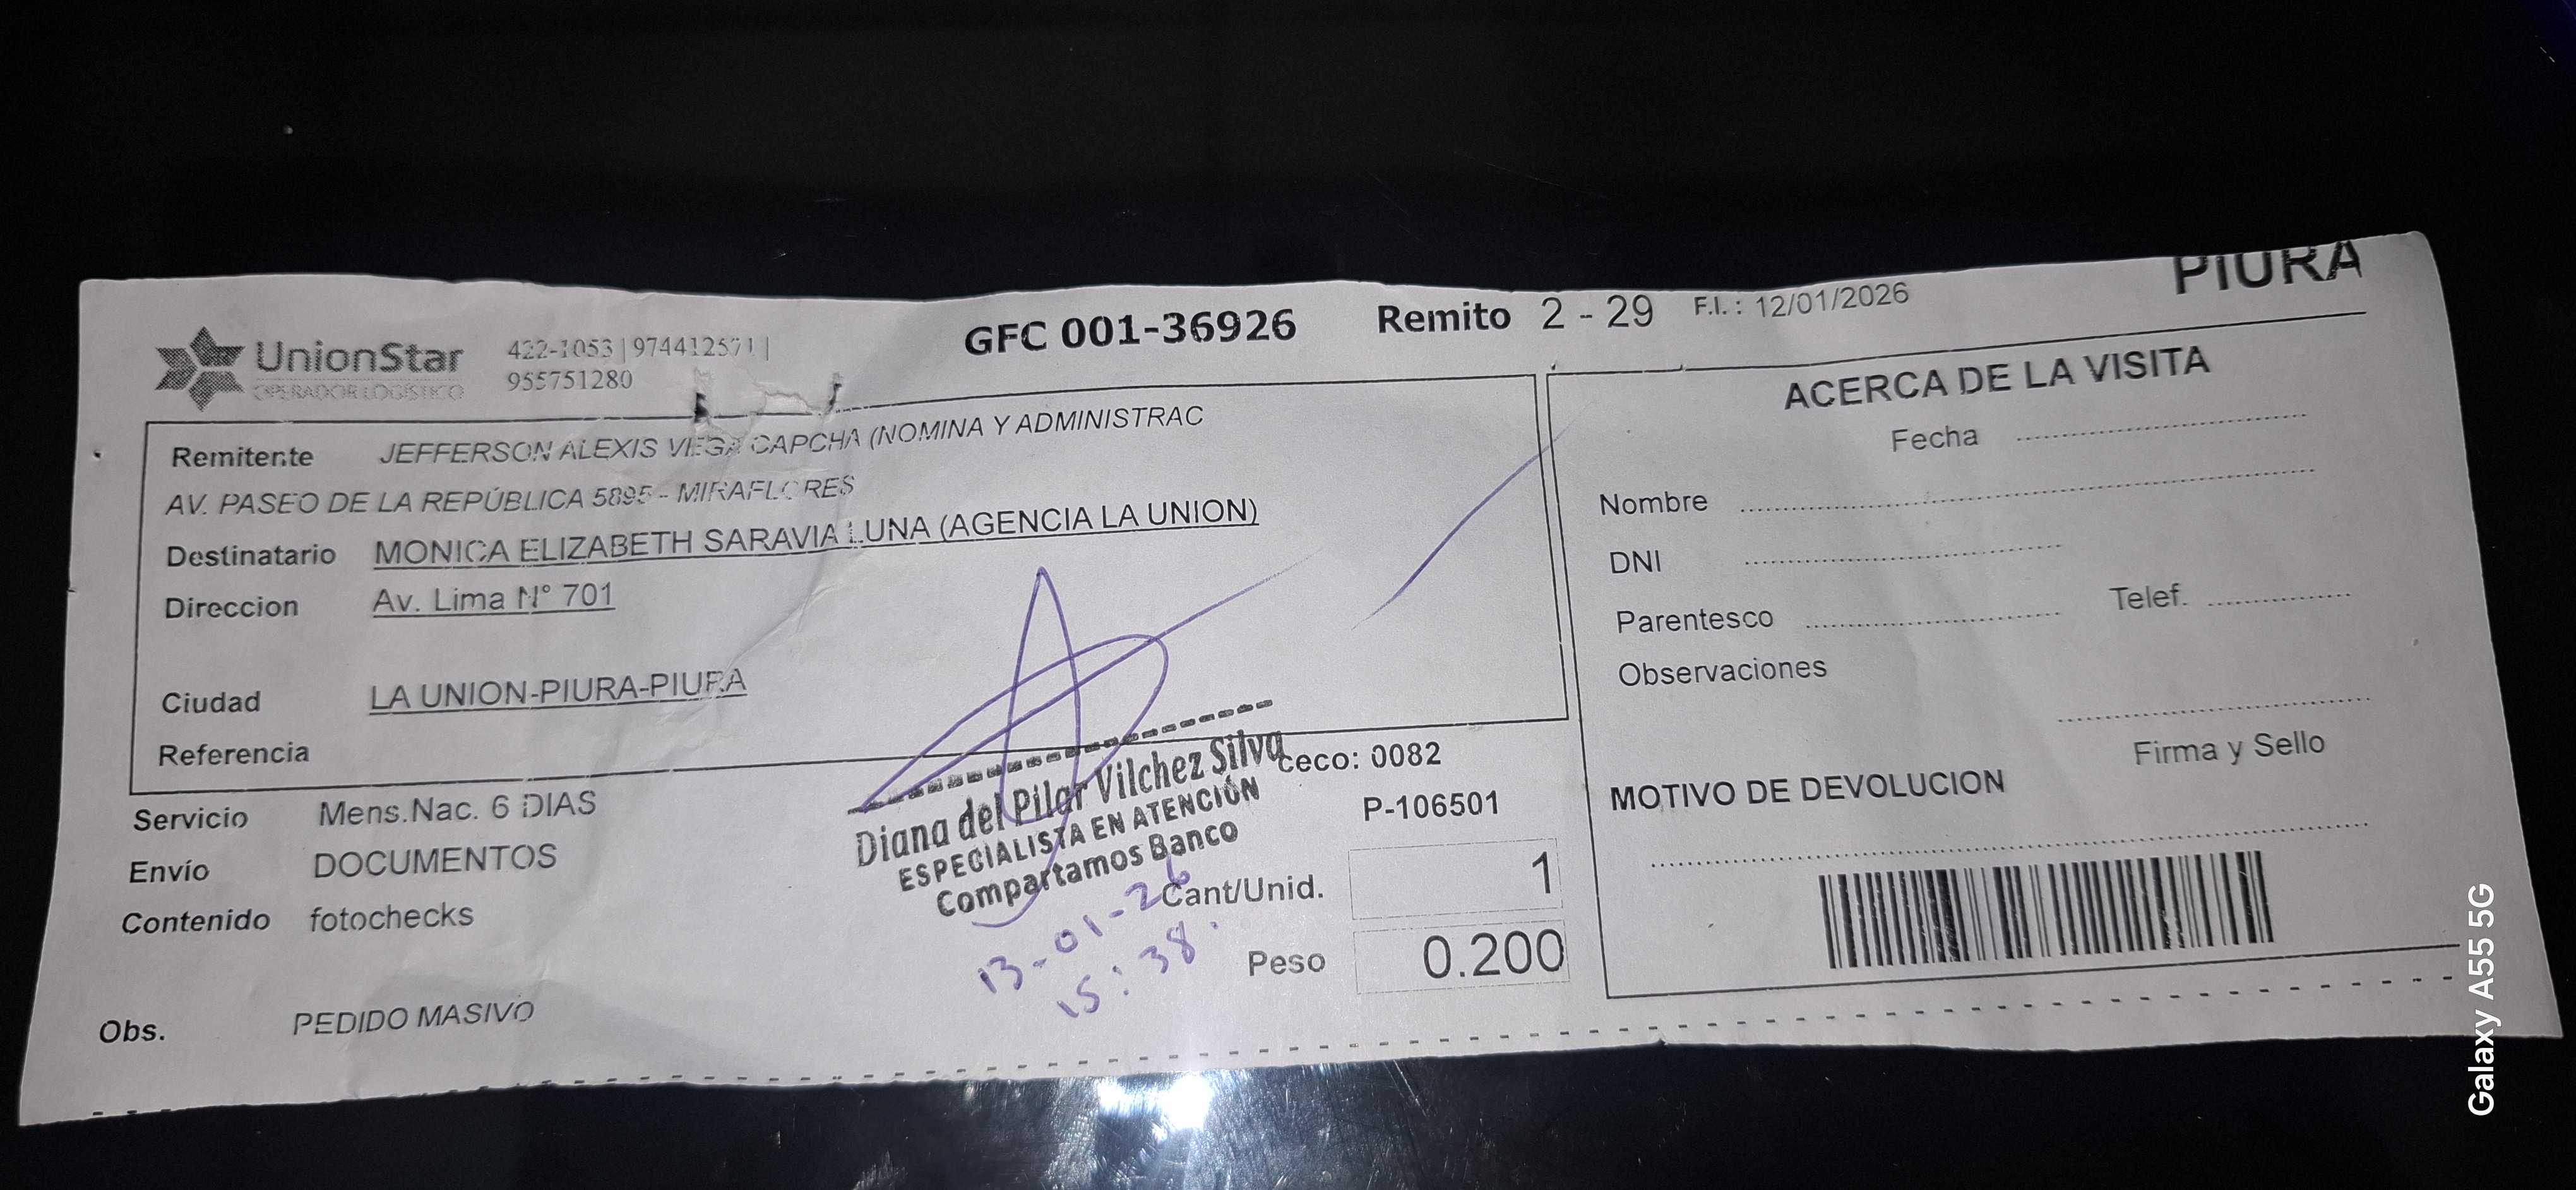 PIURA
UnionStar
OPERADOR LOGÍSTICO
422-1053 | 974412571 |
955751280
GFC 001-36926 Remito 2 - 29 F.I. : 12/01/2026
Remitente JEFFERSON ALEXIS VEGA CAPCHA (NOMINA Y ADMINISTRAC
AV. PASEO DE LA REPÚBLICA 5895 - MIRAFLORES
Destinatario MONICA ELIZABETH SARAVIA LUNA (AGENCIA LA UNION)
Direccion Av. Lima N° 701
Ciudad LA UNION-PIURA-PIURA
Referencia
Servicio Mens.Nac. 6 DIAS
Envío DOCUMENTOS
Contenido fotochecks
Obs. PEDIDO MASIVO
Diana del Pilar Vilchez Silva
ESPECIALISTA EN ATENCIÓN
Compartamos Banco
13-01-26
15:38.
ceco: 0082
P-106501
Cant/Unid. 1
Peso 0.200
ACERCA DE LA VISITA
Fecha
Nombre
DNI
Parentesco Telef.
Observaciones
Firma y Sello
MOTIVO DE DEVOLUCION
Galaxy A55 5G